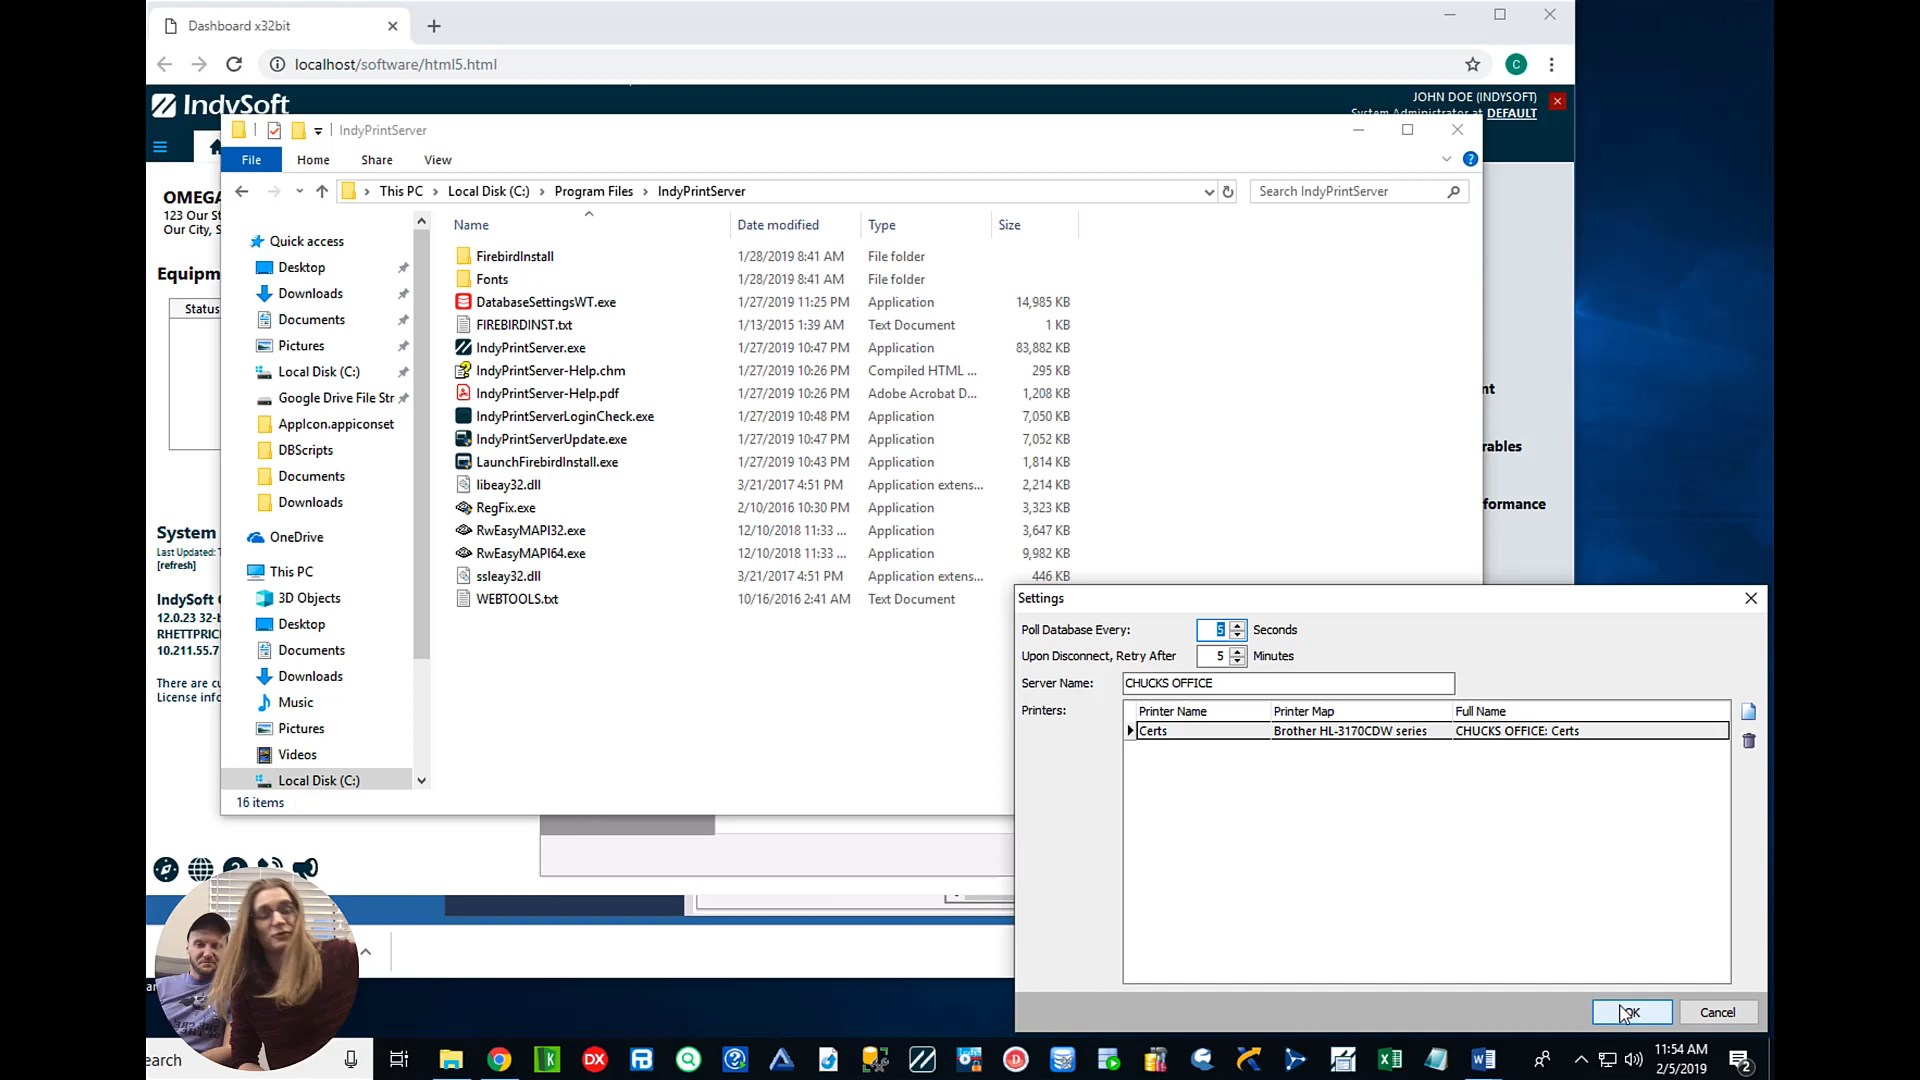 Dashboard x32bit
localhost/software/html5.html
C
IndySoft
JOHN DOE (INDYSOFT)
System Administrator at DEFAULT
IndyPrintServer
File Home Share View
This PC > Local Disk (C:) > Program Files > IndyPrintServer
Search IndyPrintServer
OMEGA
123 Our St
Our City, S
Equipm
Status
System
Last Updated: T
[refresh]
IndySoft
12.0.23 32-b
RHETTPRIC
10.211.55.7
There are cu
License info
Quick access
Desktop
Downloads
Documents
Pictures
Local Disk (C:)
Google Drive File Str
AppIcon.appiconset
DBScripts
Documents
Downloads
OneDrive
This PC
3D Objects
Desktop
Documents
Downloads
Music
Pictures
Videos
Local Disk (C:)
16 items
Name Date modified Type Size
FirebirdInstall 1/28/2019 8:41 AM File folder
Fonts 1/28/2019 8:41 AM File folder
DatabaseSettingsWT.exe 1/27/2019 11:25 PM Application 14,985 KB
FIREBIRDINST.txt 1/13/2015 1:39 AM Text Document 1 KB
IndyPrintServer.exe 1/27/2019 10:47 PM Application 83,882 KB
IndyPrintServer-Help.chm 1/27/2019 10:26 PM Compiled HTML ... 295 KB
IndyPrintServer-Help.pdf 1/27/2019 10:26 PM Adobe Acrobat D... 1,208 KB
IndyPrintServerLoginCheck.exe 1/27/2019 10:48 PM Application 7,050 KB
IndyPrintServerUpdate.exe 1/27/2019 10:47 PM Application 7,052 KB
LaunchFirebirdInstall.exe 1/27/2019 10:43 PM Application 1,814 KB
libeay32.dll 3/21/2017 4:51 PM Application extens... 2,214 KB
RegFix.exe 2/10/2016 10:30 PM Application 3,323 KB
RwEasyMAPI32.exe 12/10/2018 11:33 ... Application 3,647 KB
RwEasyMAPI64.exe 12/10/2018 11:33 ... Application 9,982 KB
ssleay32.dll 3/21/2017 4:51 PM Application extens... 446 KB
WEBTOOLS.txt 10/16/2016 2:41 AM Text Document
nt
rables
formance
Settings
Poll Database Every: 5 Seconds
Upon Disconnect, Retry After 5 Minutes
Server Name: CHUCKS OFFICE
Printers:
Printer Name Printer Map Full Name
Certs Brother HL-3170CDW series CHUCKS OFFICE: Certs
OK Cancel
earch
11:54 AM
2/5/2019
2